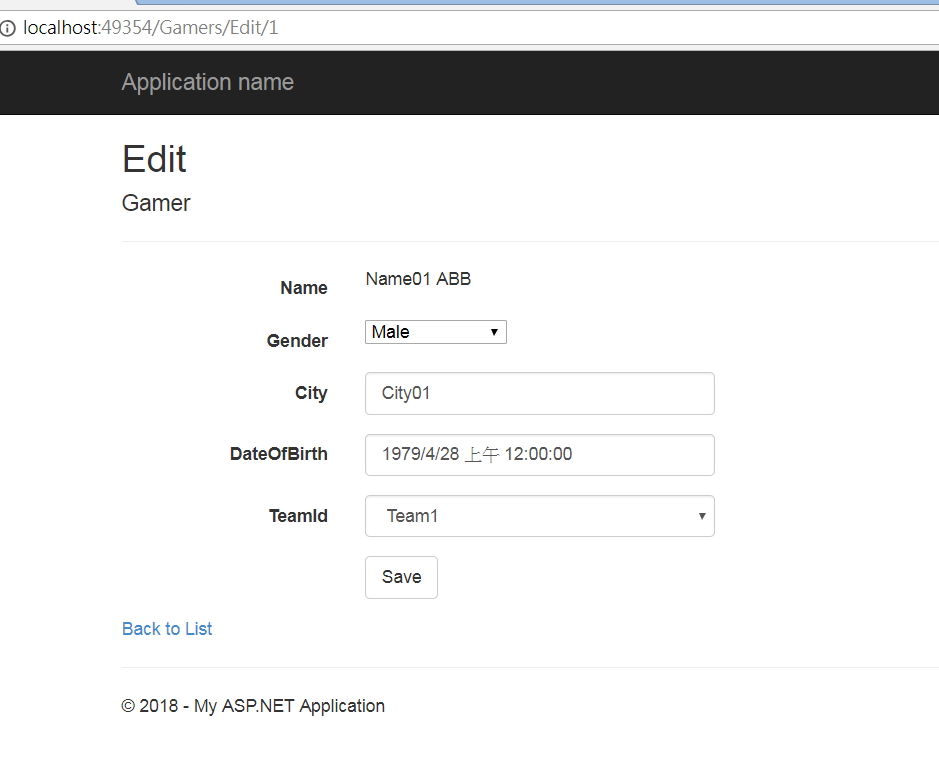 localhost:49354/Gamers/Edit/1
Application name
Edit
Gamer
Name Name01 ABB
Gender Male
City City01
DateOfBirth 1979/4/28 上午 12:00:00
TeamId Team1
Save
Back to List
© 2018 - My ASP.NET Application